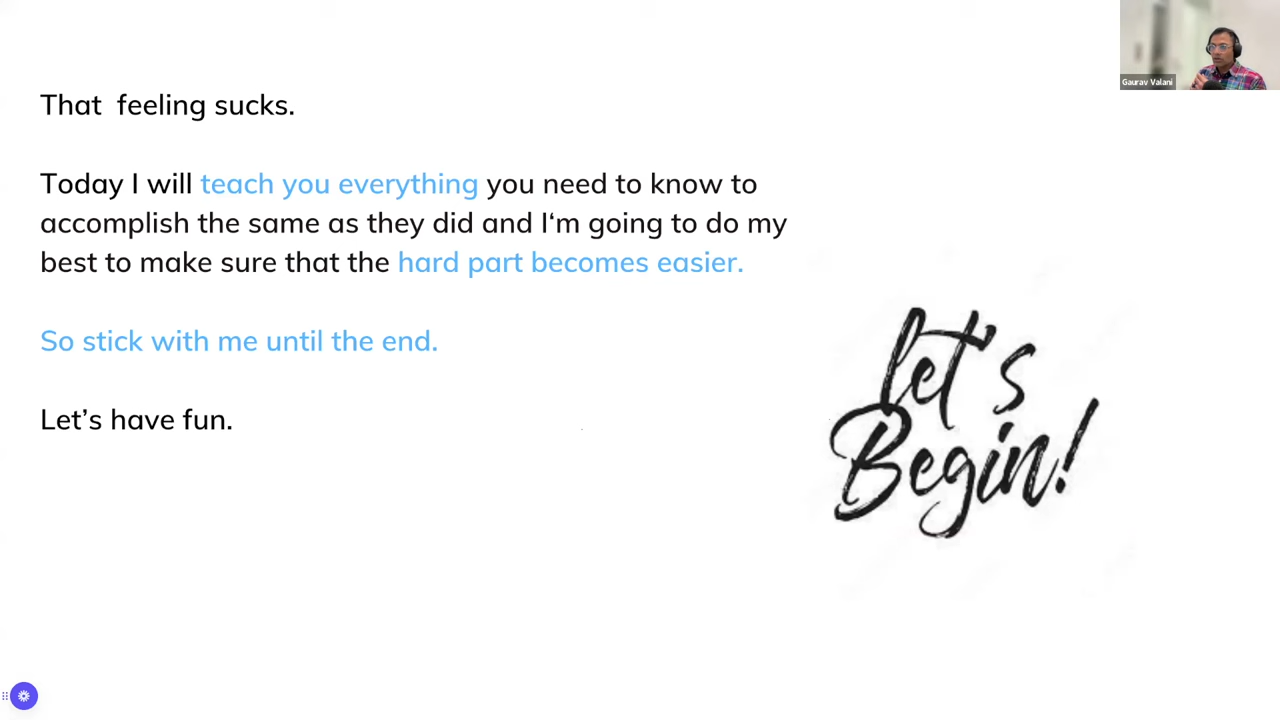 Gaurav Valani
That  feeling sucks.
Today I will teach you everything you need to know to
accomplish the same as they did and I‘m going to do my
best to make sure that the hard part becomes easier.
So stick with me until the end.
Let’s have fun.
let's
Begin!